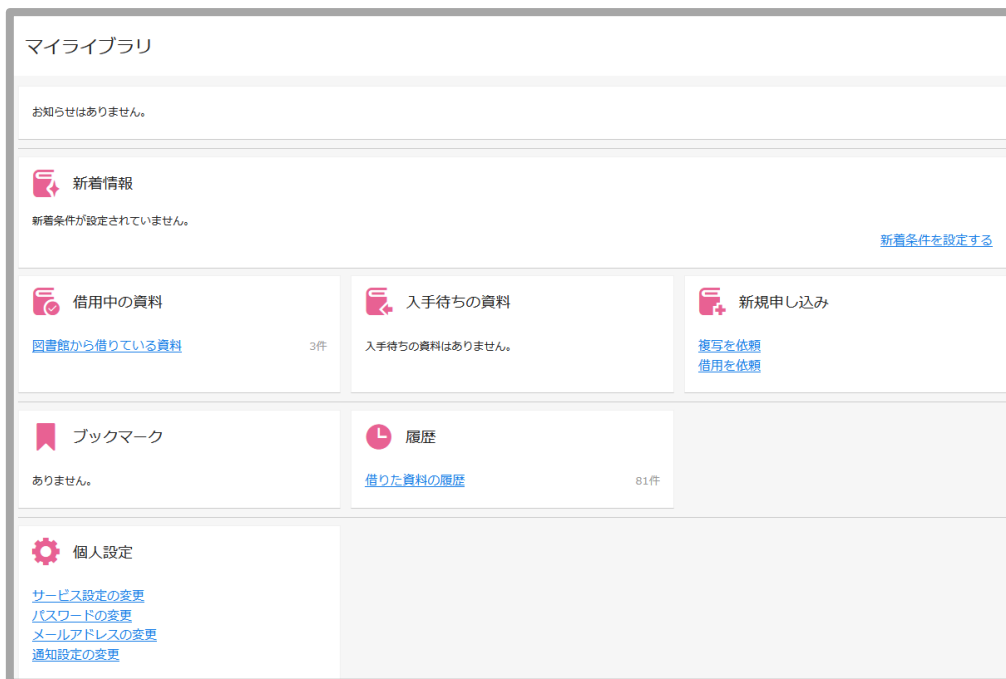 マイライブラリ
お知らせはありません。
新着情報
新着条件が設定されていません。
新着条件を設定する
借用中の資料
図書館から借りている資料 3件
入手待ちの資料
入手待ちの資料はありません。
新規申し込み
複写を依頼
借用を依頼
ブックマーク
ありません。
履歴
借りた資料の履歴 81件
個人設定
サービス設定の変更
パスワードの変更
メールアドレスの変更
通知設定の変更